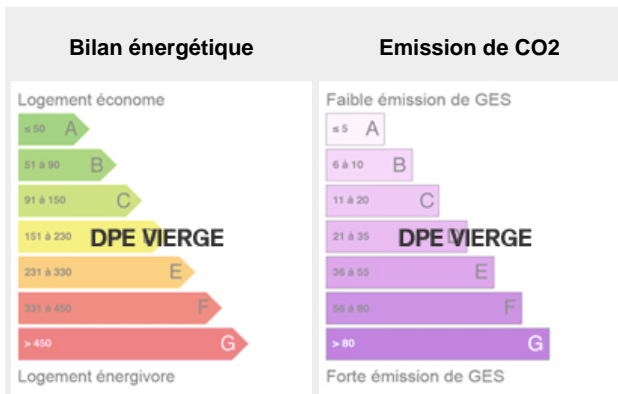 Bilan énergétique
Logement économe
≤ 50 A
51 à 90 B
91 à 150 C
151 à 230 D
DPE VIERGE
231 à 330 E
331 à 450 F
> 450 G
Logement énergivore
Emission de CO2
Faible émission de GES
≤ 5 A
6 à 10 B
11 à 20 C
21 à 35 D
DPE VIERGE
36 à 55 E
56 à 80 F
> 80 G
Forte émission de GES